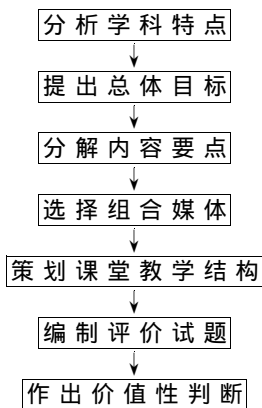 分析学科特点
提出总体目标
分解内容要点
选择组合媒体
策划课堂教学结构
编制评价试题
作出价值性判断